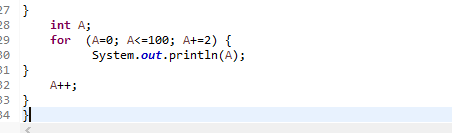 27 }
28 int A;
29 for (A=0; A<=100; A+=2) {
30 System.out.println(A);
31 }
32 A++;
33 }
34 }